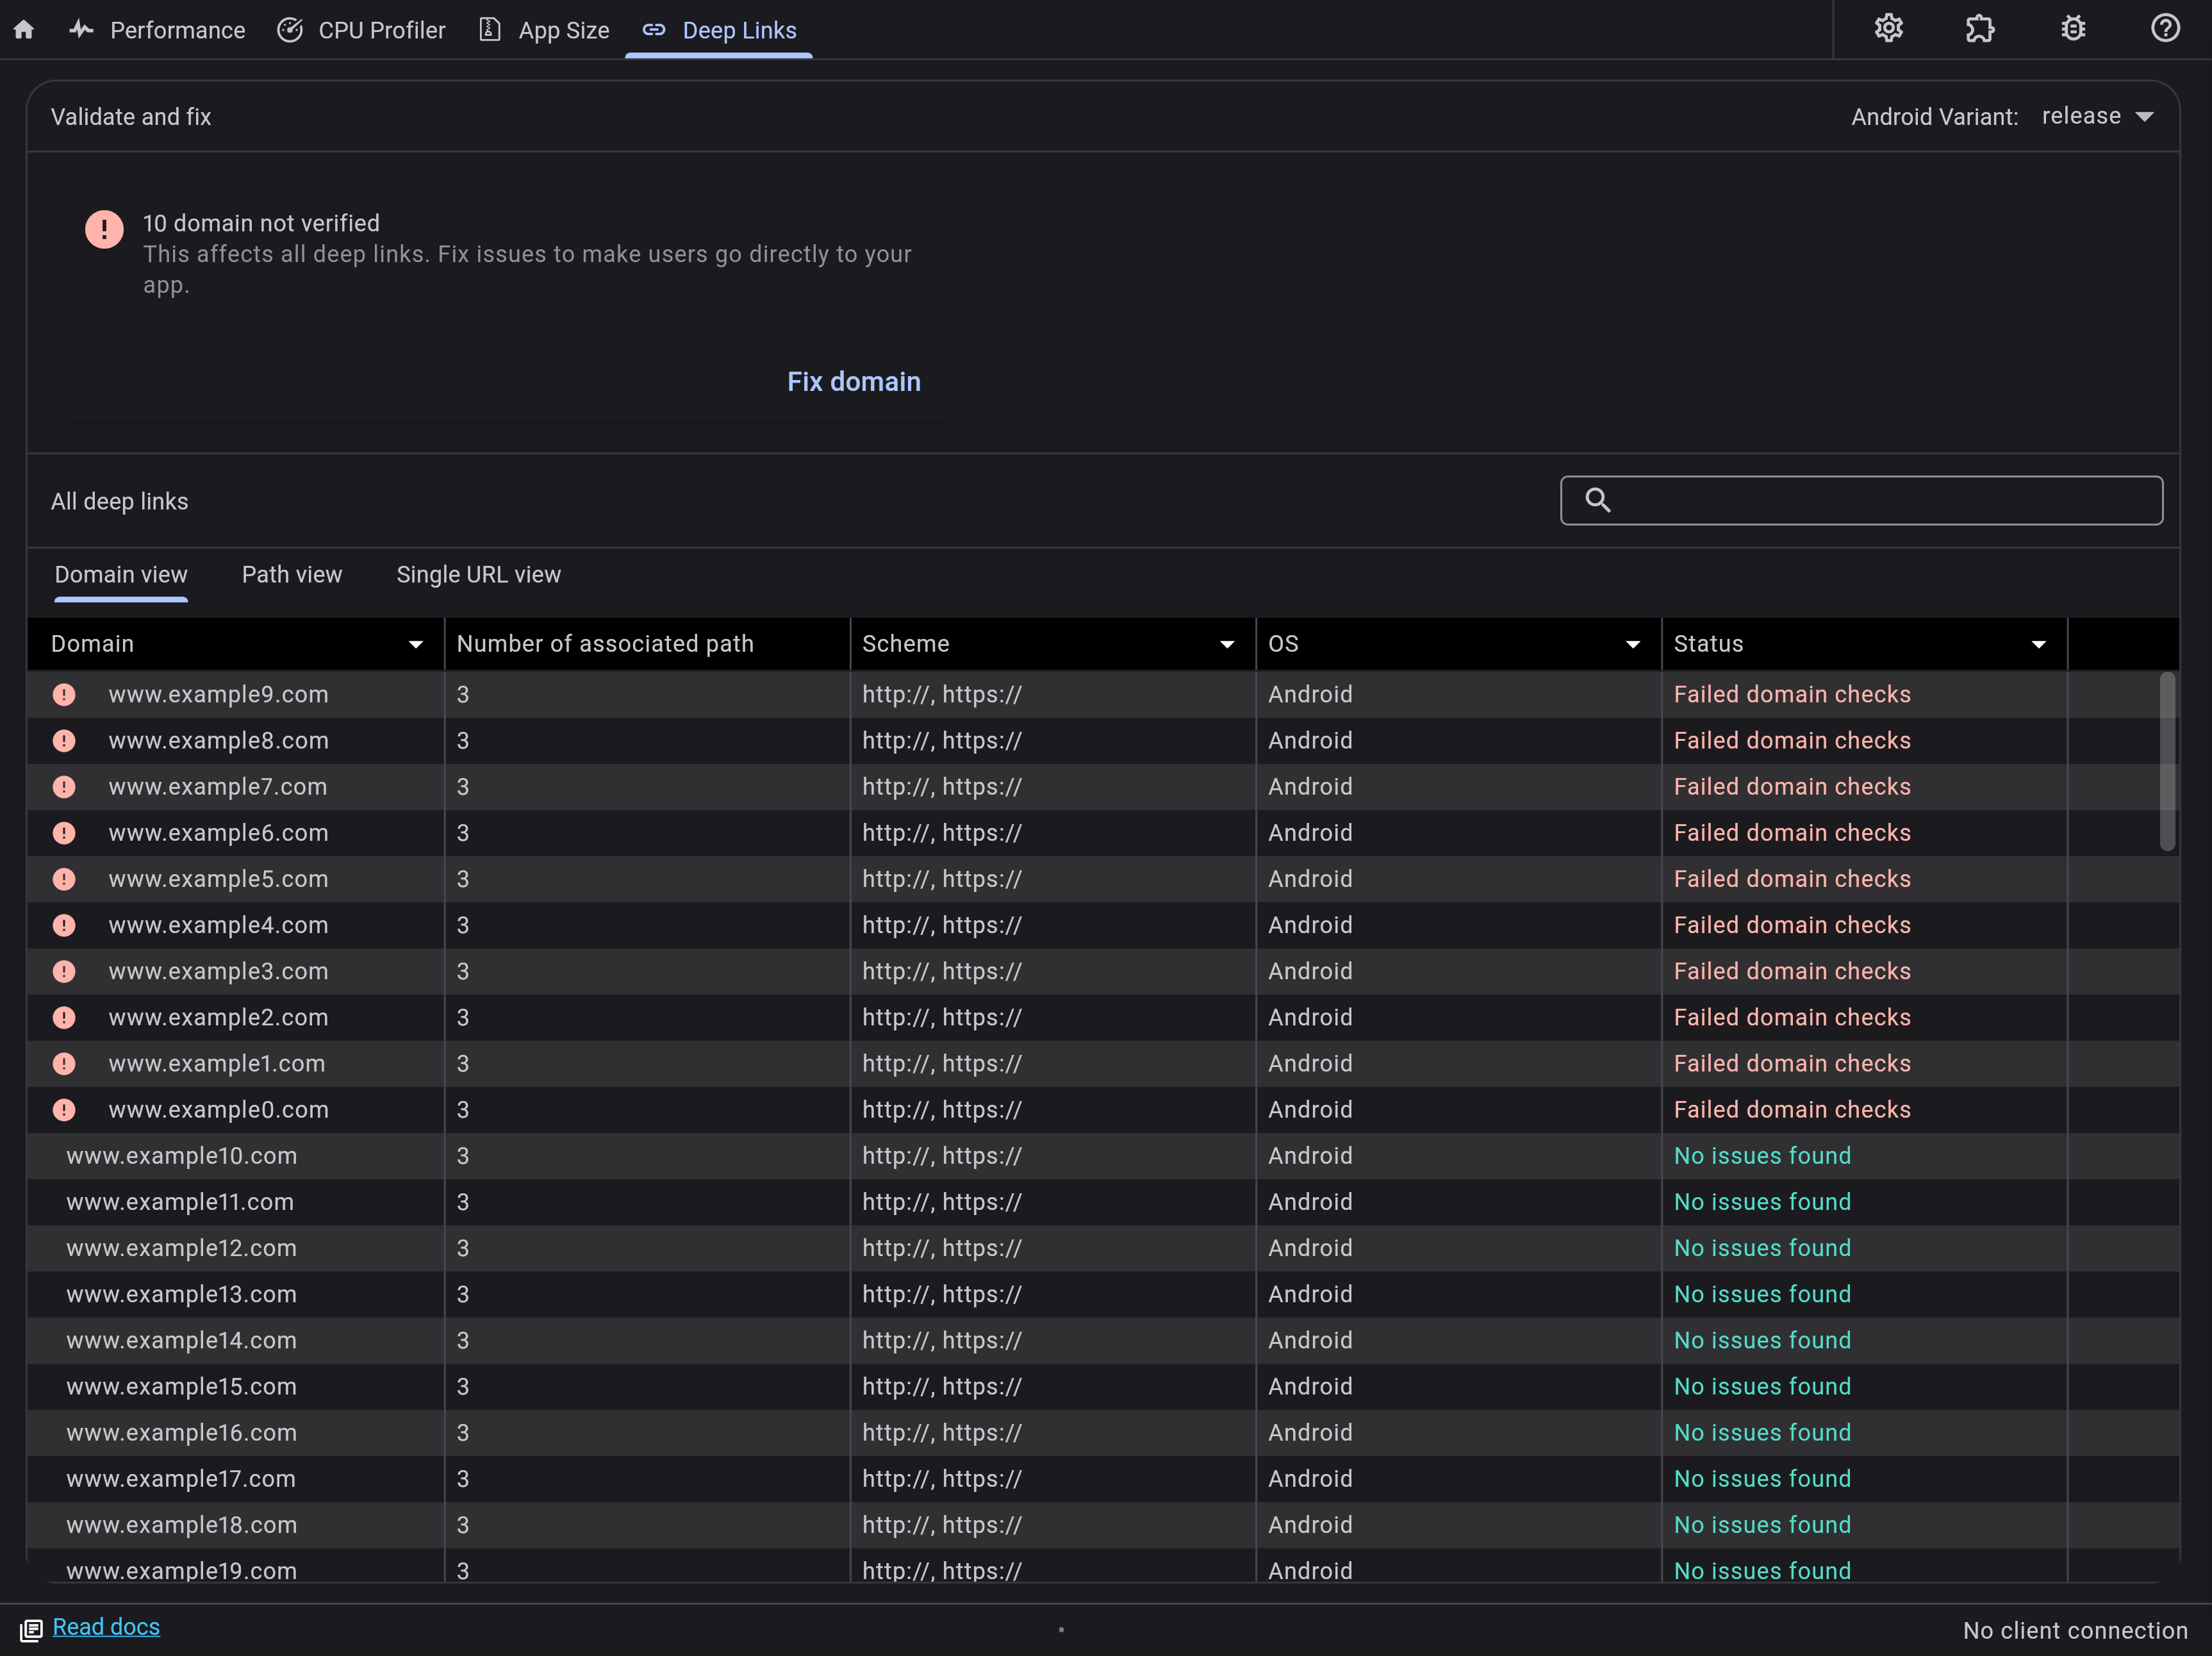 Performance CPU Profiler App Size Deep Links
Validate and fix Android Variant: release
10 domain not verified
This affects all deep links. Fix issues to make users go directly to your
app.
Fix domain
All deep links
Domain view Path view Single URL view
Domain Number of associated path Scheme OS Status
www.example9.com 3 http://, https:// Android Failed domain checks
www.example8.com 3 http://, https:// Android Failed domain checks
www.example7.com 3 http://, https:// Android Failed domain checks
www.example6.com 3 http://, https:// Android Failed domain checks
www.example5.com 3 http://, https:// Android Failed domain checks
www.example4.com 3 http://, https:// Android Failed domain checks
www.example3.com 3 http://, https:// Android Failed domain checks
www.example2.com 3 http://, https:// Android Failed domain checks
www.example1.com 3 http://, https:// Android Failed domain checks
www.example0.com 3 http://, https:// Android Failed domain checks
www.example10.com 3 http://, https:// Android No issues found
www.example11.com 3 http://, https:// Android No issues found
www.example12.com 3 http://, https:// Android No issues found
www.example13.com 3 http://, https:// Android No issues found
www.example14.com 3 http://, https:// Android No issues found
www.example15.com 3 http://, https:// Android No issues found
www.example16.com 3 http://, https:// Android No issues found
www.example17.com 3 http://, https:// Android No issues found
www.example18.com 3 http://, https:// Android No issues found
www.example19.com 3 http://, https:// Android No issues found
Read docs • No client connection